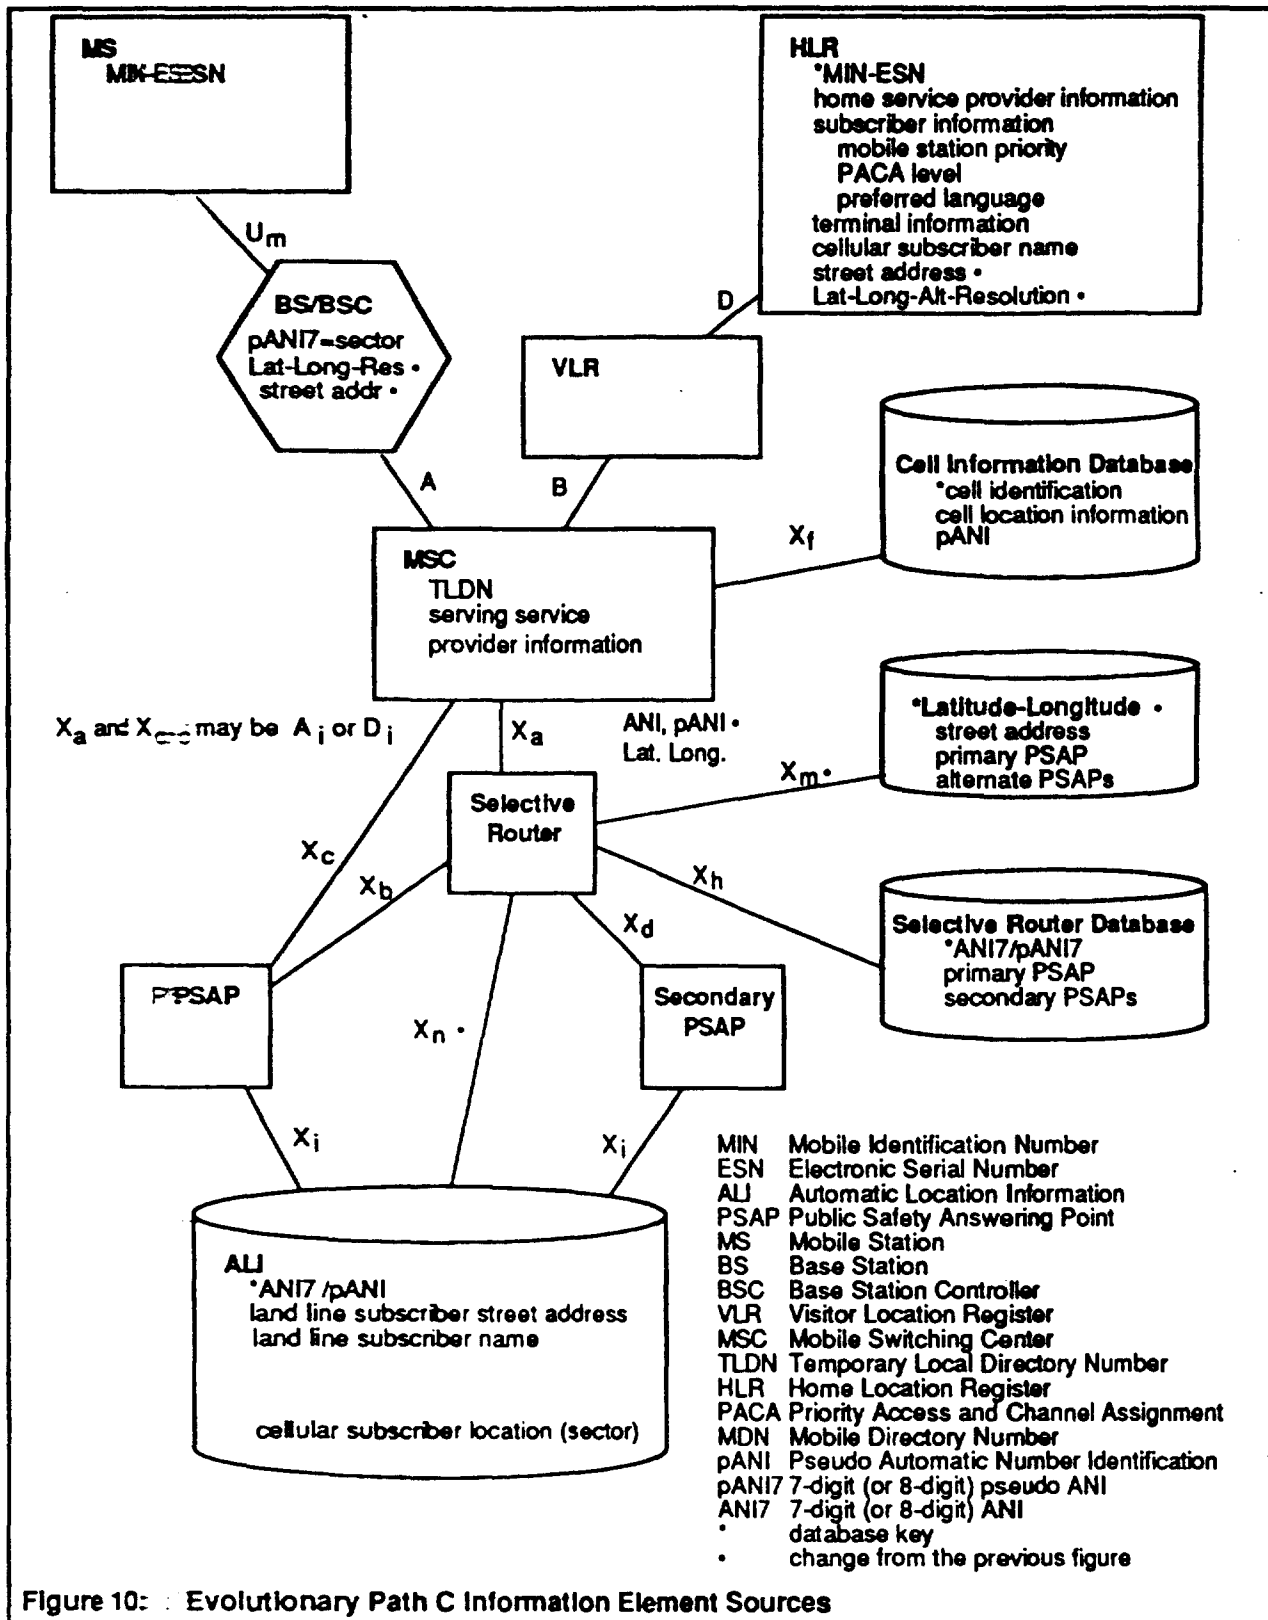 MS
MIN-ESN
HLR
*MIN-ESN
home service provider information
subscriber information
mobile station priority
PACA level
preferred language
terminal information
cellular subscriber name
street address •
Lat-Long-Alt-Resolution •
Um
BS/BSC
pANI7=sector
Lat-Long-Res •
street addr •
D
VLR
A
B
Cell Information Database
*cell identification
cell location information
pANI
Xf
MSC
TLDN
serving service
provider information
*Latitude-Longitude •
street address
primary PSAP
alternate PSAPs
Xa and may be Ai or Di
Xa
ANI, pANI •
Lat. Long.
Xm •
Selective
Router
Xc
Xb
Xh
Xd
Selective Router Database
*ANI7/pANI7
primary PSAP
secondary PSAPs
PSAP
Secondary
PSAP
Xn •
Xi
Xi
ALI
*ANI7 /pANI
land line subscriber street address
land line subscriber name
cellular subscriber location (sector)
MIN Mobile Identification Number
ESN Electronic Serial Number
ALI Automatic Location Information
PSAP Public Safety Answering Point
MS Mobile Station
BS Base Station
BSC Base Station Controller
VLR Visitor Location Register
MSC Mobile Switching Center
TLDN Temporary Local Directory Number
HLR Home Location Register
PACA Priority Access and Channel Assignment
MDN Mobile Directory Number
pANI Pseudo Automatic Number Identification
pANI7 7-digit (or 8-digit) pseudo ANI
ANI7 7-digit (or 8-digit) ANI
* database key
• change from the previous figure
Figure 10: Evolutionary Path C Information Element Sources